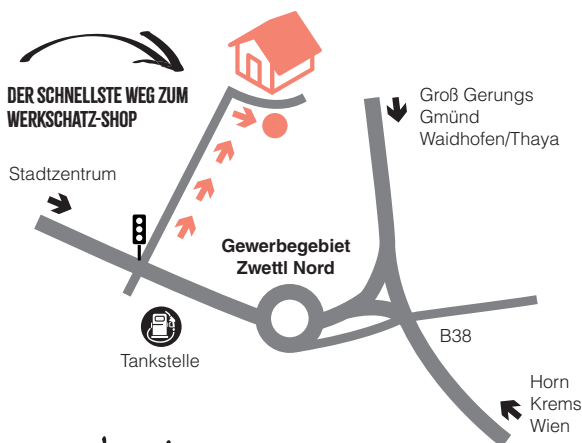 DER SCHNELLSTE WEG ZUM
WERKSCHATZ-SHOP
Groß Gerungs
Gmünd
Waidhofen/Thaya
Stadtzentrum
Gewerbegebiet
Zwettl Nord
Tankstelle
B38
Horn
Krems
Wien